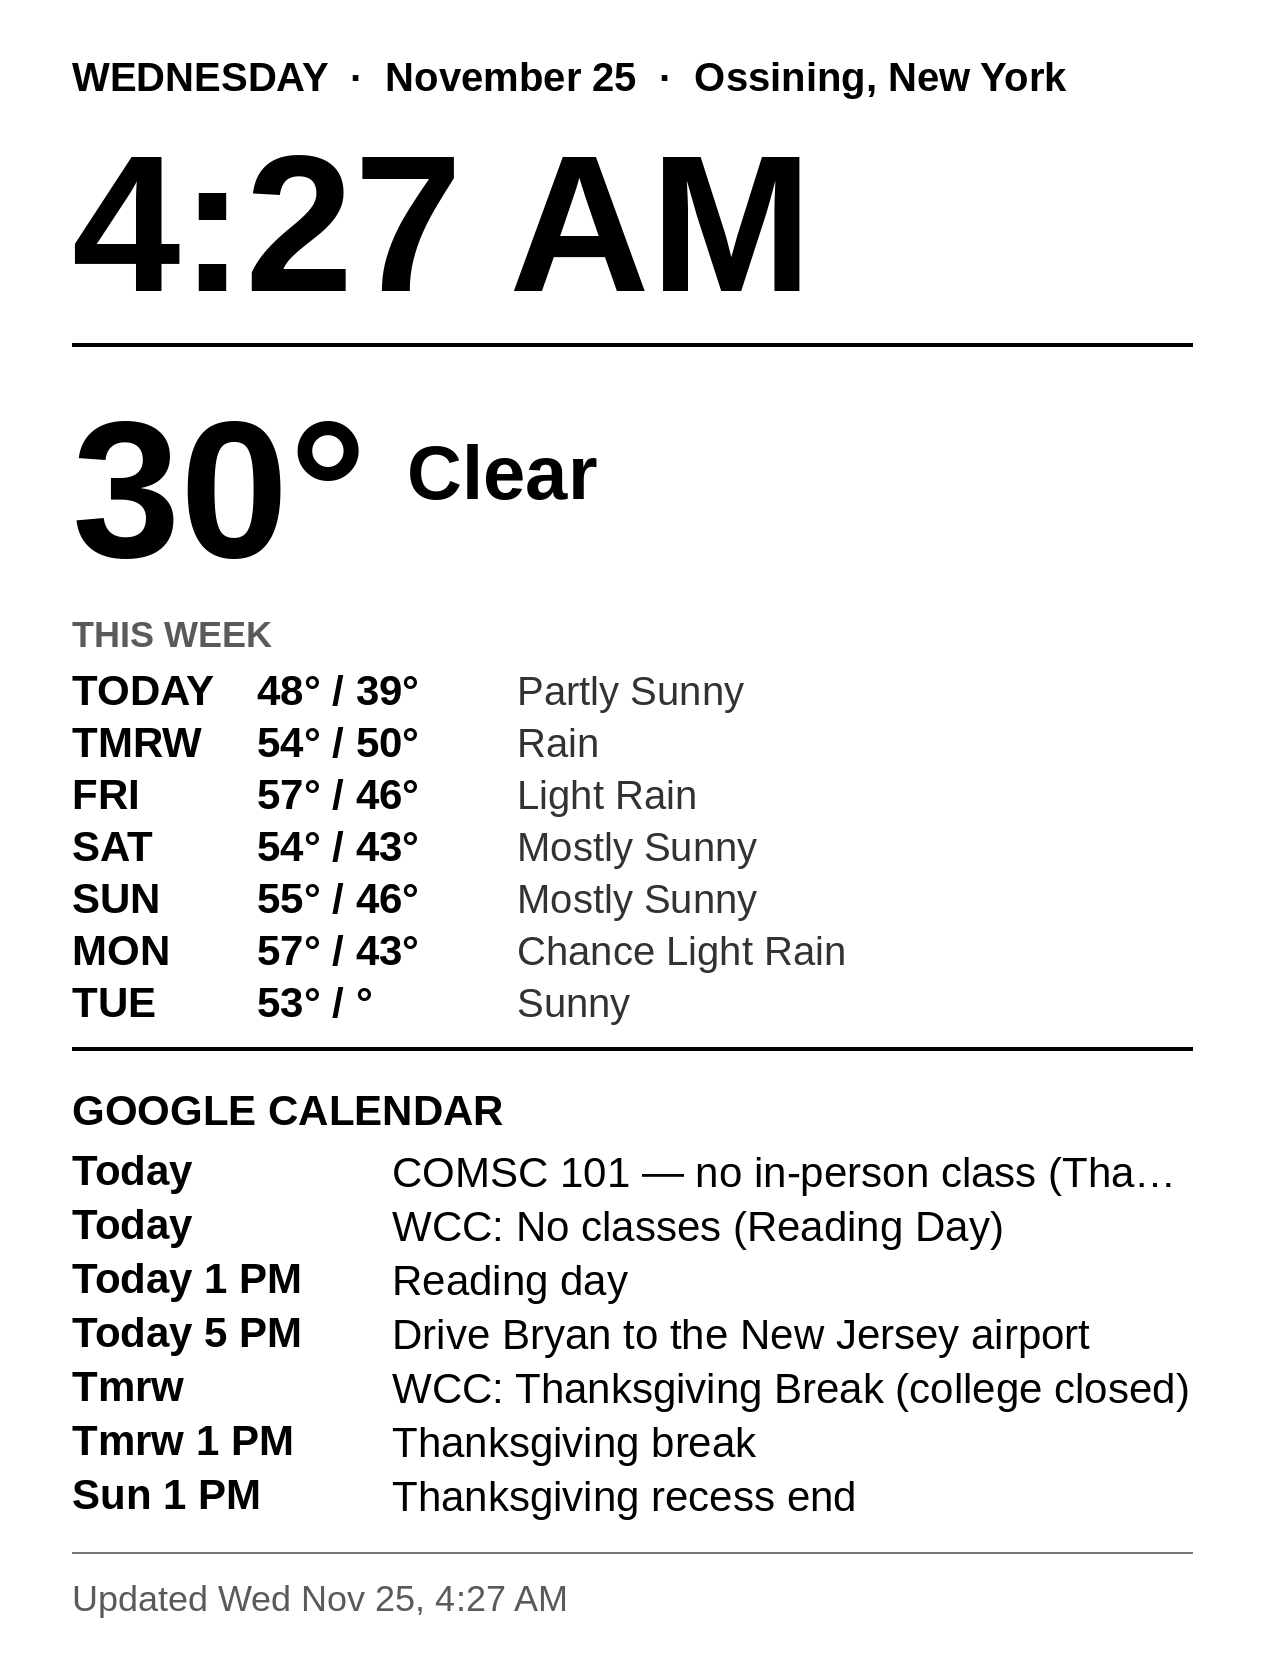 WEDNESDAY · November 25 · Ossining, New York
4:27 AM
30° Clear
THIS WEEK
TODAY 48° / 39° Partly Sunny
TMRW 54° / 50° Rain
FRI 57° / 46° Light Rain
SAT 54° / 43° Mostly Sunny
SUN 55° / 46° Mostly Sunny
MON 57° / 43° Chance Light Rain
TUE 53° / ° Sunny
GOOGLE CALENDAR
Today COMSC 101 — no in-person class (Tha…
Today WCC: No classes (Reading Day)
Today 1 PM Reading day
Today 5 PM Drive Bryan to the New Jersey airport
Tmrw WCC: Thanksgiving Break (college closed)
Tmrw 1 PM Thanksgiving break
Sun 1 PM Thanksgiving recess end
Updated Wed Nov 25, 4:27 AM